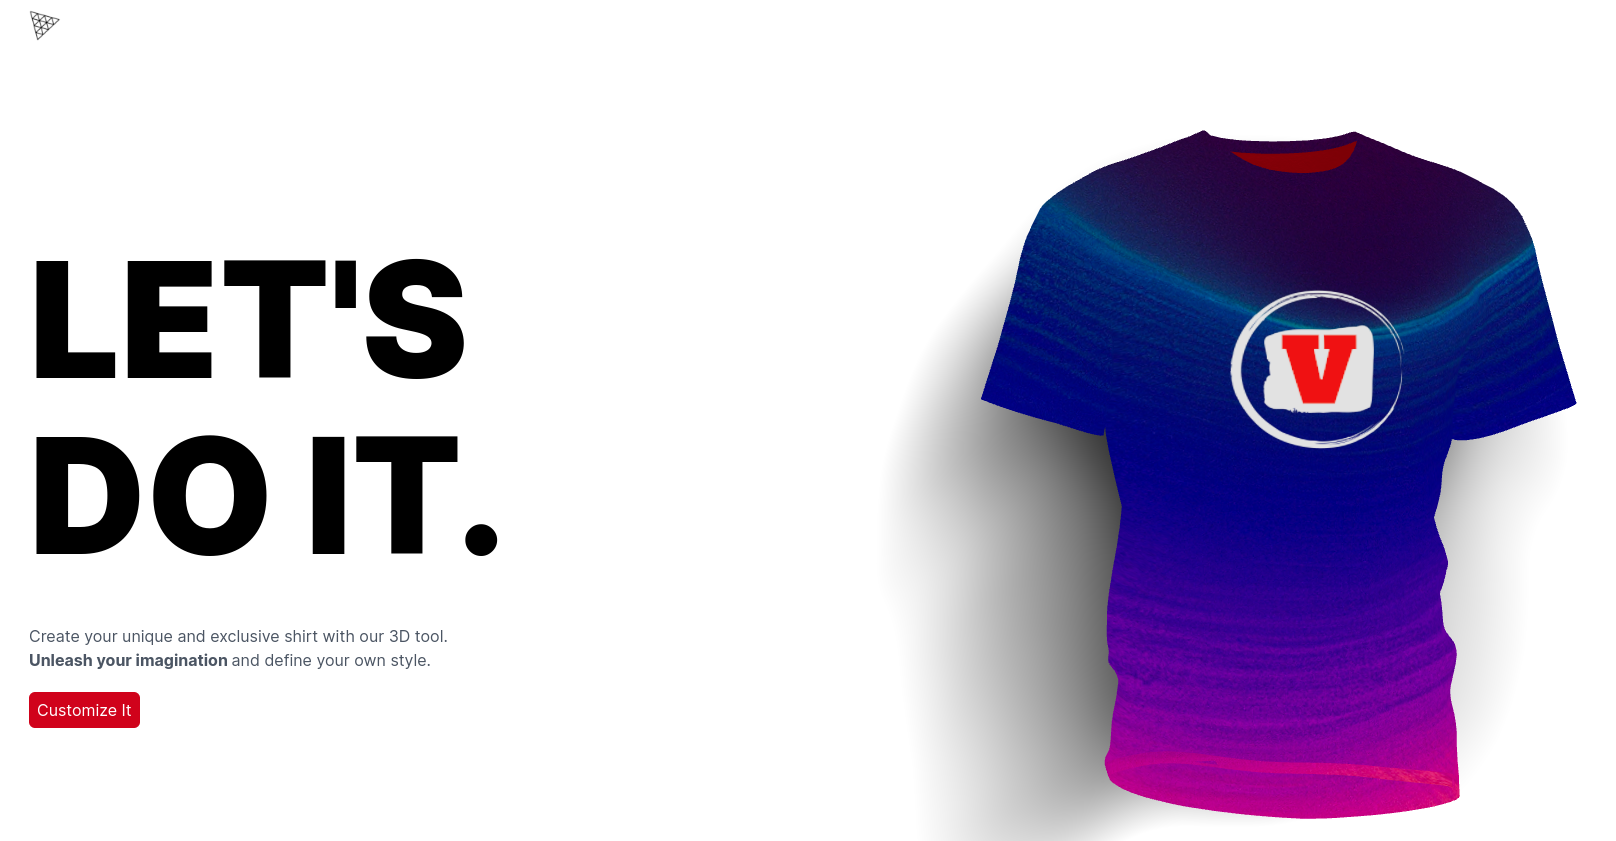 LET'S
DO IT.
Create your unique and exclusive shirt with our 3D tool.
Unleash your imagination and define your own style.
Customize It
V